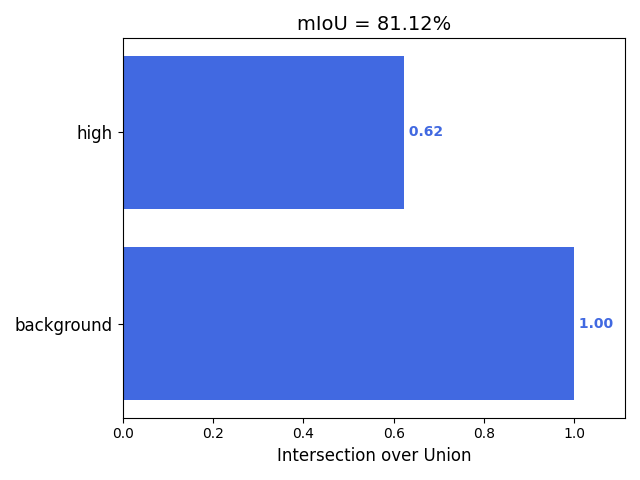 mIoU = 81.12%
high
0.62
background
1.00
0.0 0.2 0.4 0.6 0.8 1.0
Intersection over Union